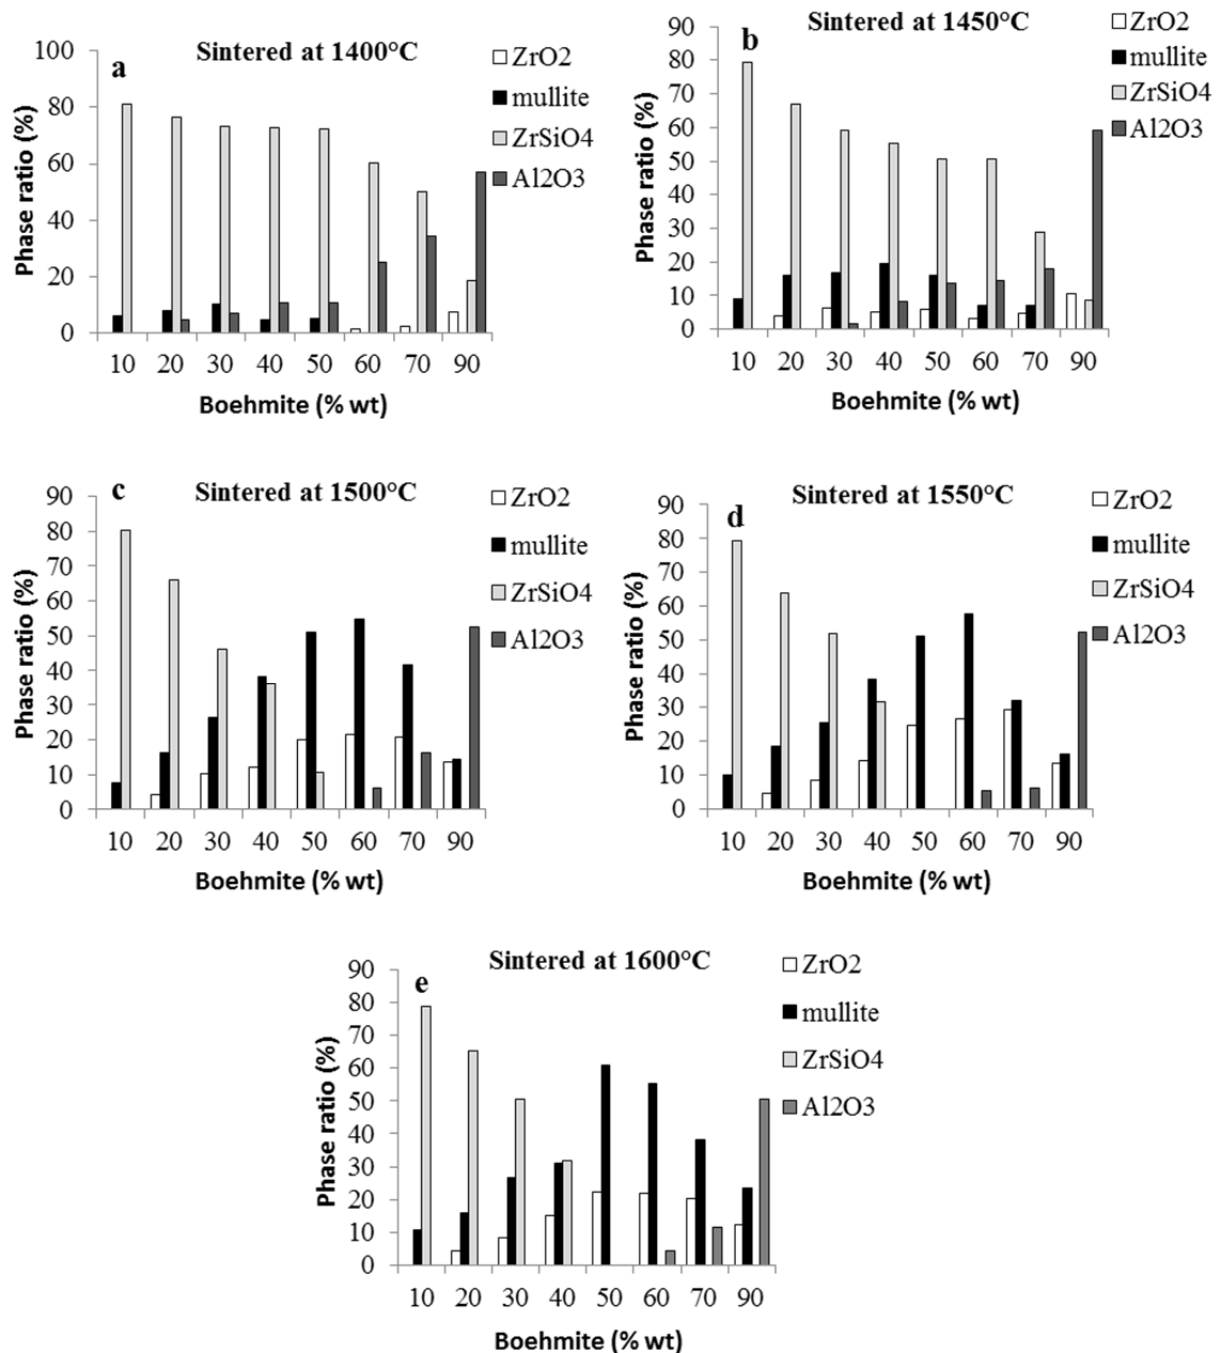 a
Sintered at 1400°C
ZrO2
mullite
ZrSiO4
Al2O3
Phase ratio (%)
100
80
60
40
20
0
10 20 30 40 50 60 70 90
Boehmite (% wt)
b
Sintered at 1450°C
ZrO2
mullite
ZrSiO4
Al2O3
Phase ratio (%)
90
80
70
60
50
40
30
20
10
0
10 20 30 40 50 60 70 90
Boehmite (% wt)
c
Sintered at 1500°C
ZrO2
mullite
ZrSiO4
Al2O3
Phase ratio (%)
90
80
70
60
50
40
30
20
10
0
10 20 30 40 50 60 70 90
Boehmite (% wt)
d
Sintered at 1550°C
ZrO2
mullite
ZrSiO4
Al2O3
Phase ratio (%)
90
80
70
60
50
40
30
20
10
0
10 20 30 40 50 60 70 90
Boehmite (% wt)
e
Sintered at 1600°C
ZrO2
mullite
ZrSiO4
Al2O3
Phase ratio (%)
90
80
70
60
50
40
30
20
10
0
10 20 30 40 50 60 70 90
Boehmite (% wt)